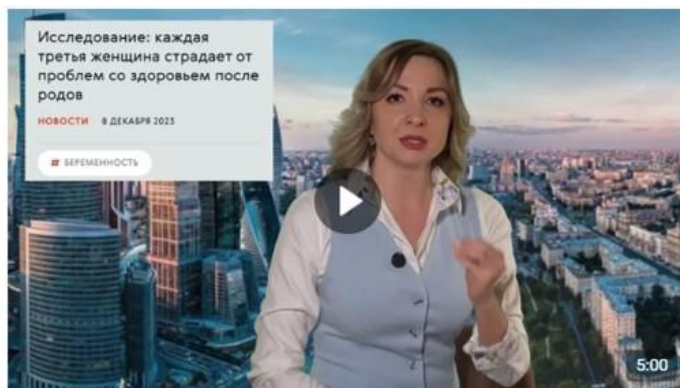 Исследование: каждая
третья женщина страдает от
проблем со здоровьем после
родов
НОВОСТИ 8 ДЕКАБРЯ 2023
# БЕРЕМЕННОСТЬ
5:00